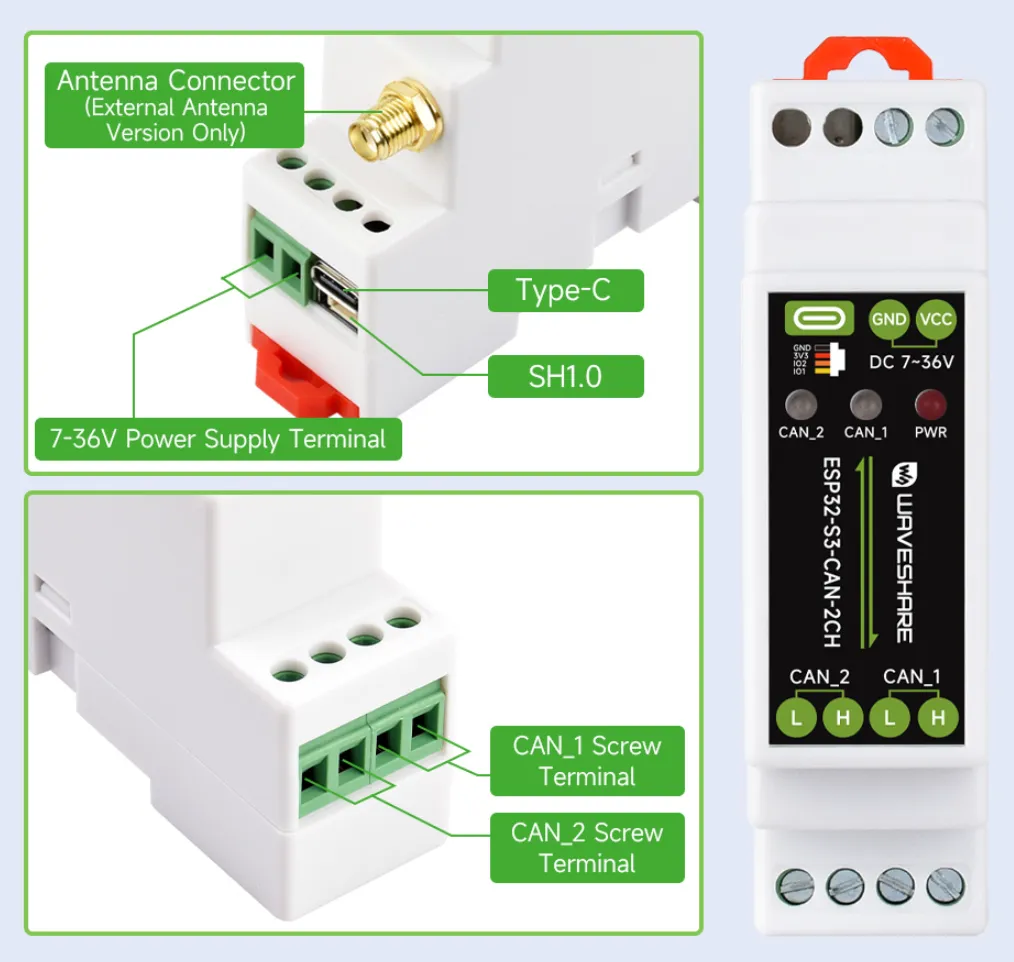 Antenna Connector
(External Antenna
Version Only)
Type-C
SH1.0
7-36V Power Supply Terminal
CAN_1 Screw
Terminal
CAN_2 Screw
Terminal
GND
VCC
GND
3V3
IO2
IO1
DC 7~36V
CAN_2
CAN_1
PWR
ESP32-S3-CAN-2CH
WAVESHARE
CAN_2
CAN_1
L
H
L
H